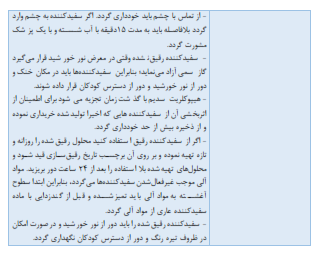 - از تماس با چشم باید خودداری گردد. اگر سفیدکننده به چشم وارد
گردد بلافاصله باید به مدت ۱۵دقیقه با آب شسته و با یک پز شک
مشورت گردد.
- سفیدکننده رقیق نشده وقتی در معرض نور خور شید قرار می‌گیرد
گاز سمی آزاد می‌نماید؛ بنابراین سفیدکننده‌ها باید در مکان خنک و
دور از نور خورشید و دور از دسترس کودکان قرار داده شوند.
- هیپوکلریت سدیم با گذ شت زمان تجزیه می شود برای اطمینان از
اثربخشی آن از سفیدکننده هایی که اخیرا تولید شده خریداری نموده
و از ذخیره بیش از حد خودداری گردد.
- اگر از سفیدکننده رقیق ا ستفاده کنید محلول رقیق شده را روزانه و
تازه تهیه نموده و بر روی آن برچسب تاریخ رقیق‌سازی قید شود و
محلول‌های تهیه شده بلا استفاده را بعد از ۲۴ ساعت دور بریزید. مواد
آلی موجب غیرفعال‌شدن سفیدکننده‌ها می‌گردد، بنابراین ابتدا سطوح
آغشته به مواد آلی باید تمیز شده و قبل از گندزدایی با ماده
سفیدکننده عاری از مواد آلی گردد.
- سفیدکننده رقیق شده را باید دور از نور خور شید و در صورت امکان
در ظروف تیره رنگ و دور از دسترس کودکان نگهداری گردد.